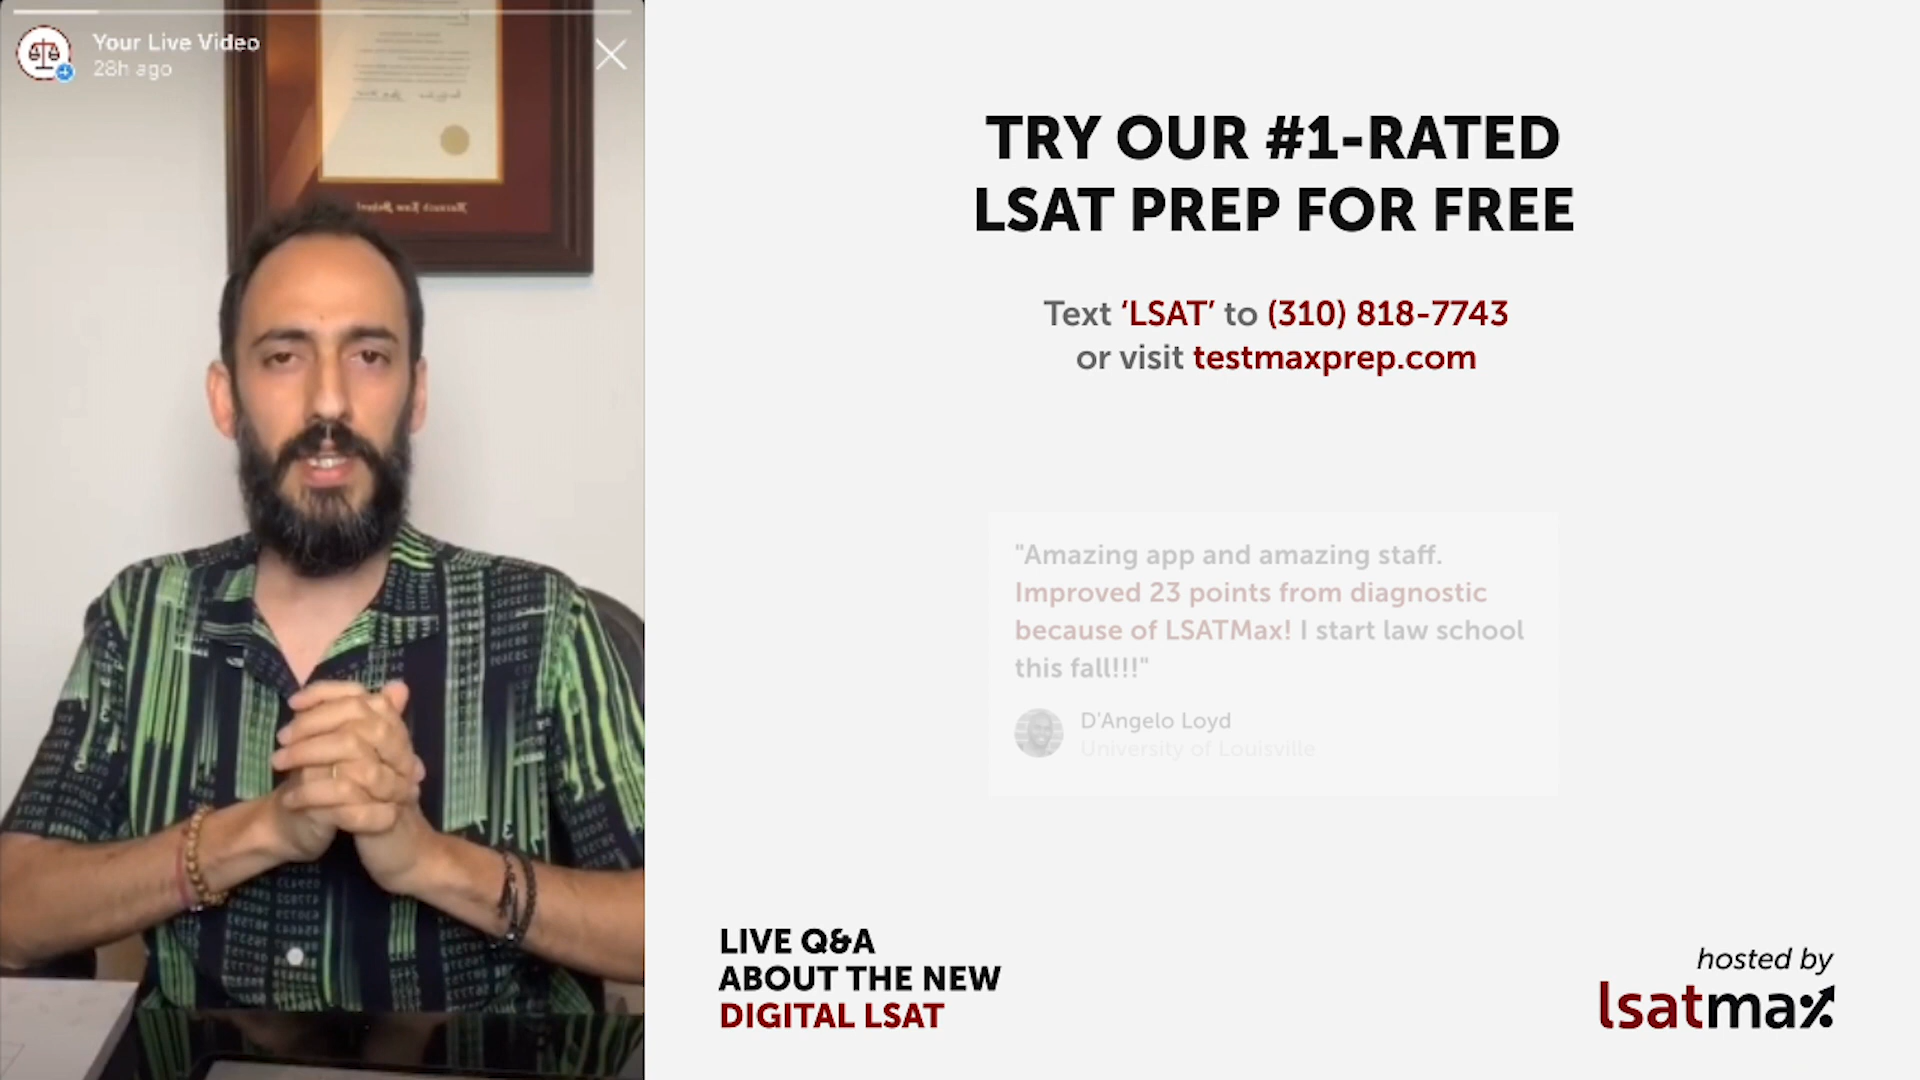 Your Live Video
28h ago
TRY OUR #1-RATED
LSAT PREP FOR FREE
Text ‘LSAT’ to (310) 818-7743
or visit testmaxprep.com
"Amazing app and amazing staff.
Improved 23 points from diagnostic
because of LSATMax! I start law school
this fall!!!"
D'Angelo Loyd
University of Louisville
LIVE Q&A
ABOUT THE NEW
DIGITAL LSAT
hosted by
lsatmax